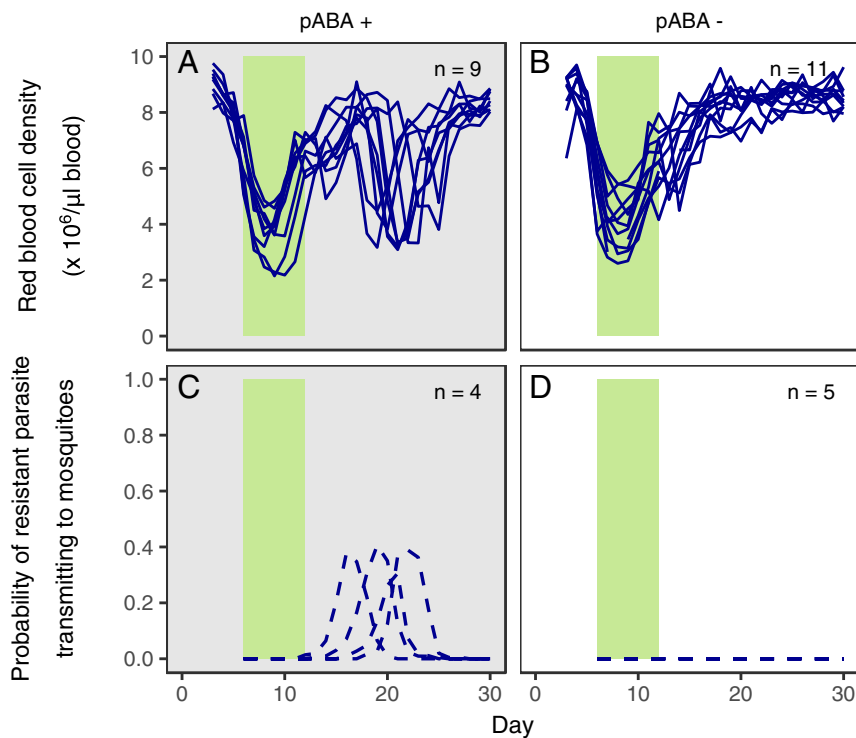 pABA +
pABA -
Red blood cell density
(x 10⁶/µl blood)
A
n = 9
B
n = 11
10
8
6
4
2
0
Probability of resistant parasite
transmitting to mosquitoes
C
n = 4
D
n = 5
1.0
0.8
0.6
0.4
0.2
0.0
0
10
20
30
0
10
20
30
Day